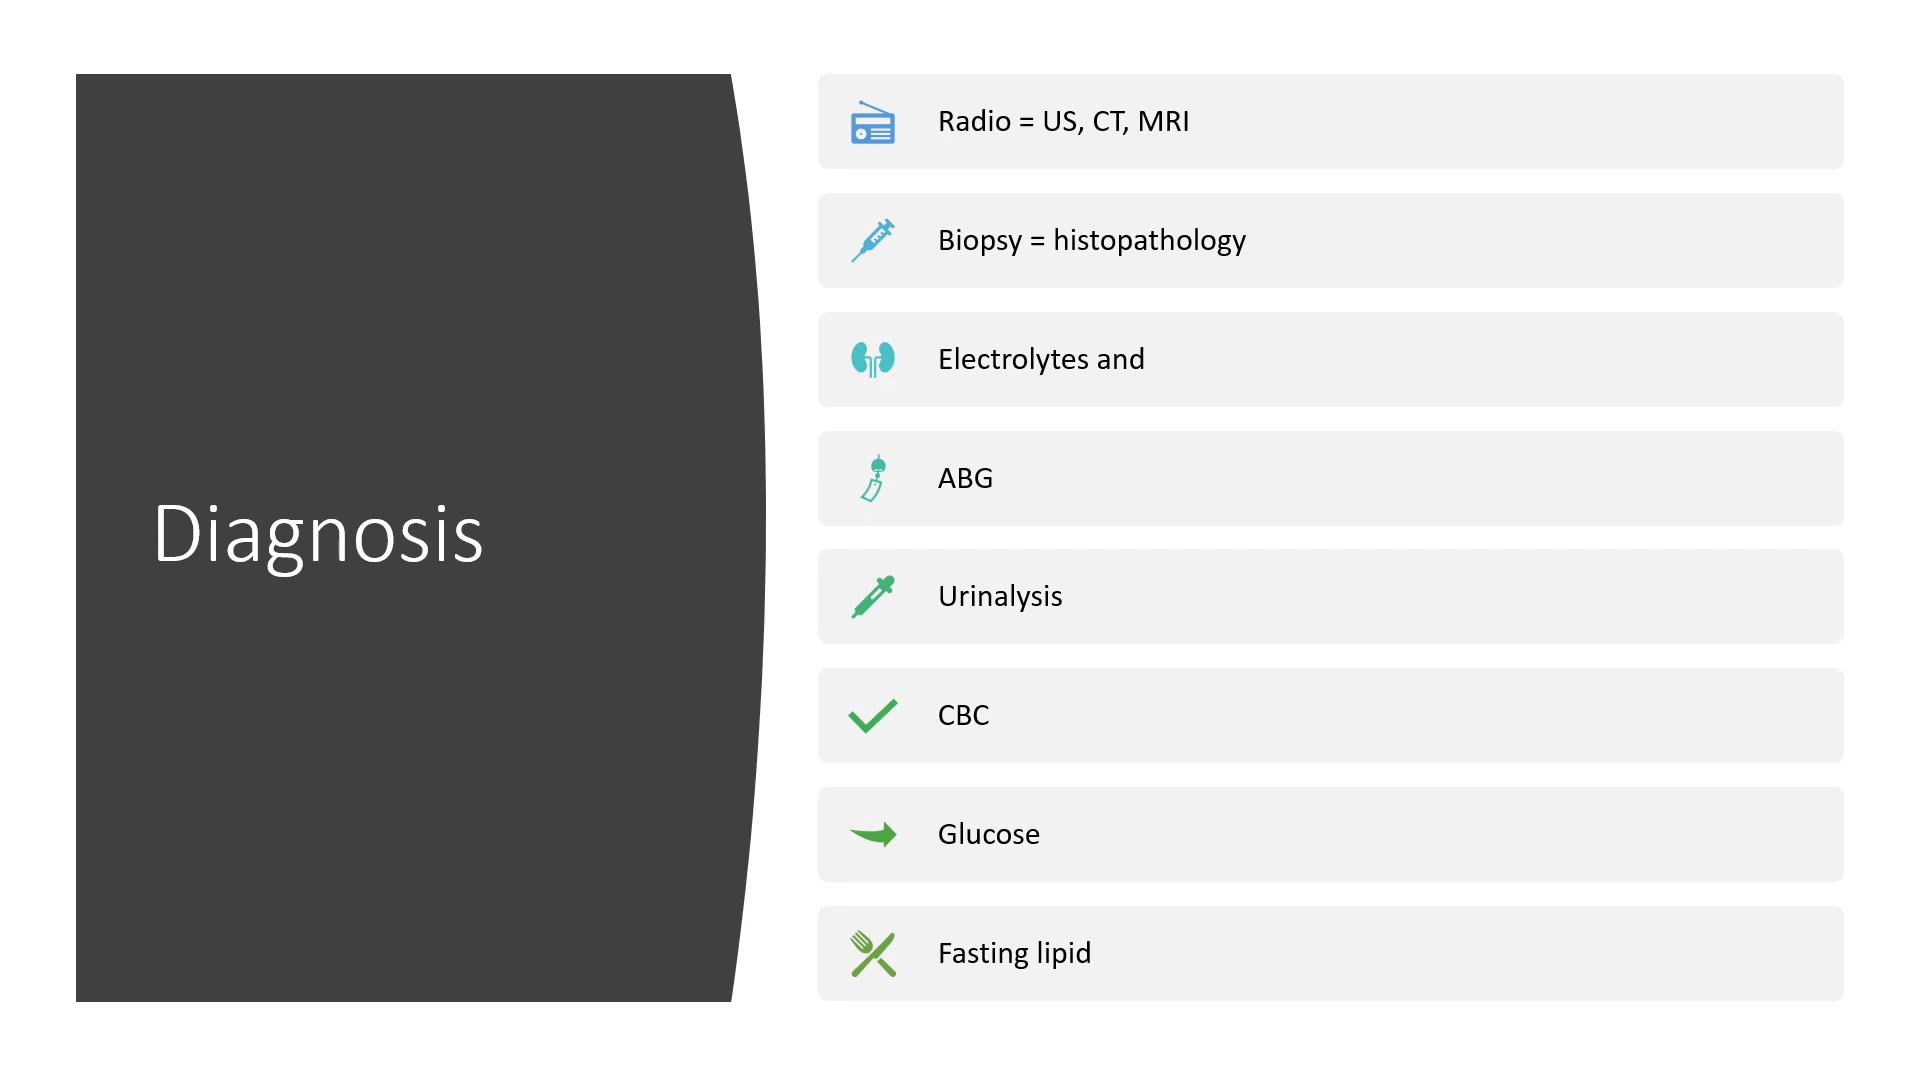 Diagnosis
Radio = US, CT, MRI
Biopsy = histopathology
Electrolytes and
ABG
Urinalysis
CBC
Glucose
Fasting lipid